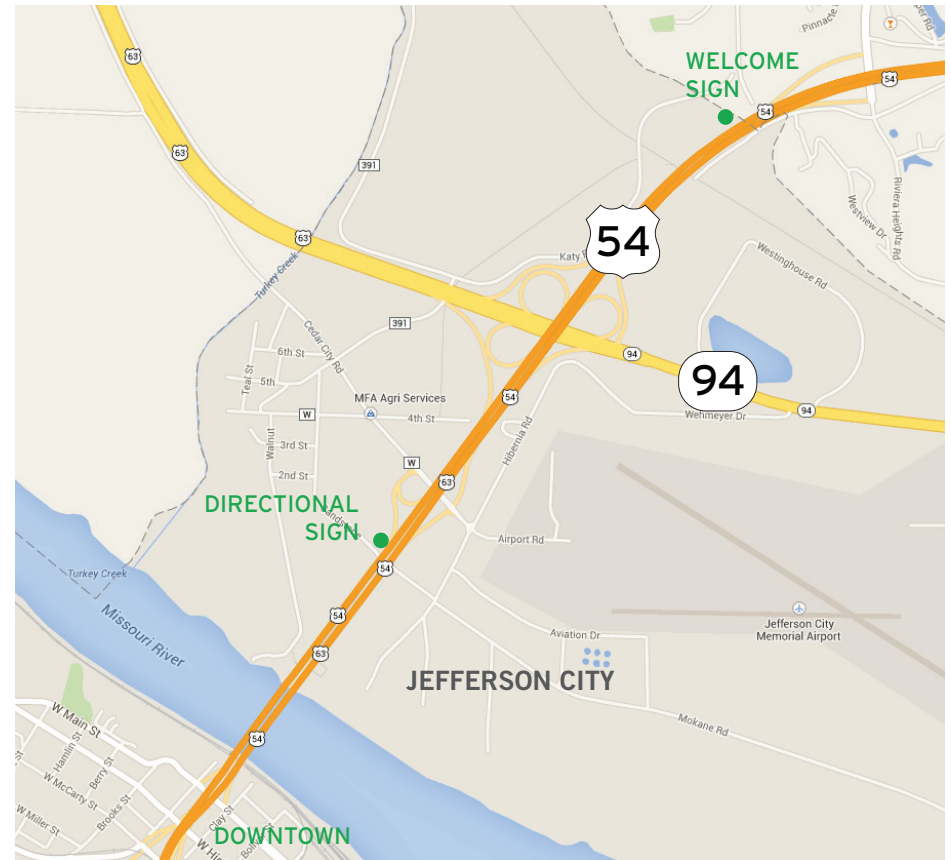 63
Pinnacle
WELCOME
SIGN
54
54
63
391
Riviera Heights Rd
Westview Dr
54
63
Katy
Westinghouse Rd
Turkey Creek
391
Cedar City Rd
94
6th St
Teal St
5th
94
54
MFA Agri Services
W
4th St
Wehmeyer Dr
94
Hibernia Rd
Walnut
3rd St
W
2nd St
63
DIRECTIONAL
SIGN
Airport Rd
54
Turkey Creek
Missouri River
54
Jefferson City
Memorial Airport
Aviation Dr
63
JEFFERSON CITY
W Main St
Mokane Rd
54
Hamlin St
Berry St
W McCarty St
Brooks St
W Miller St
Clay St
DOWNTOWN